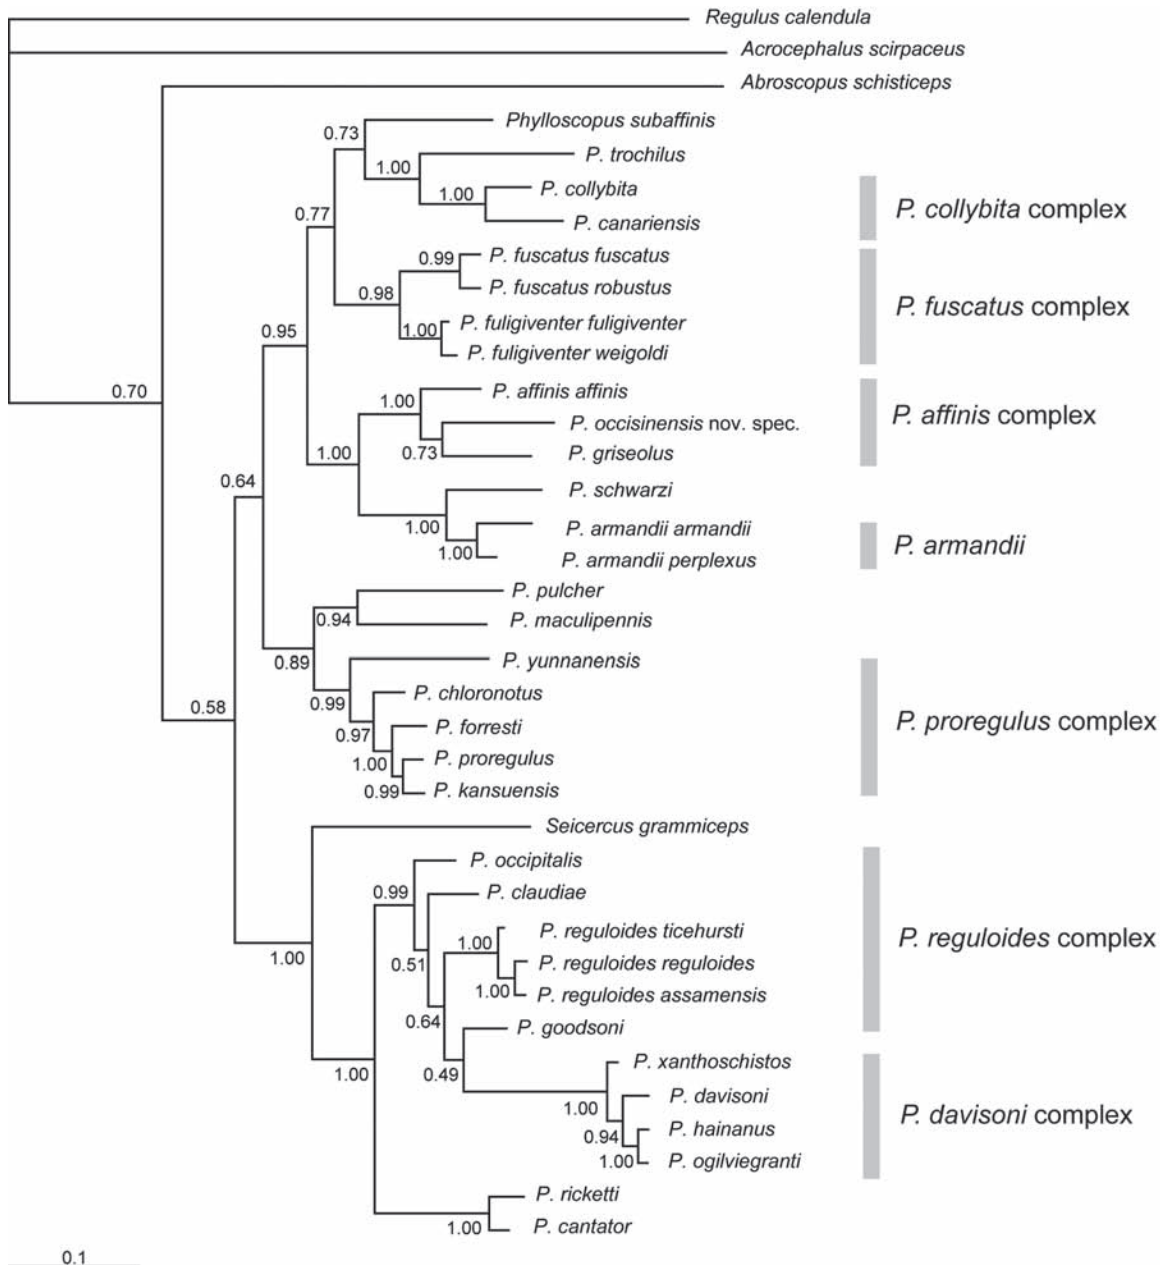 Regulus calendula
Acrocephalus scirpaceus
Abroscopus schisticeps
Phylloscopus subaffinis
0.73
P. trochilus
1.00
P. collybita
1.00
P. canariensis
P. collybita complex
0.77
P. fuscatus fuscatus
0.99
P. fuscatus robustus
0.98
P. fuscatus complex
P. fuligiventer fuligiventer
1.00
P. fuligiventer weigoldi
0.95
P. affinis affinis
0.70
1.00
P. affinis complex
P. occisinensis nov. spec.
1.00
0.73
P. griseolus
0.64
P. schwarzi
1.00
P. armandii armandii
P. armandii
1.00
P. armandii perplexus
P. pulcher
0.94
P. maculipennis
0.89
P. yunnanensis
0.99
P. chloronotus
0.58
P. proregulus complex
P. forresti
0.97
P. proregulus
1.00
P. kansuensis
0.99
Seicercus grammiceps
P. occipitalis
0.99
P. claudiae
P. reguloides ticehursti
1.00
P. reguloides complex
1.00
0.51
P. reguloides reguloides
1.00
P. reguloides assamensis
0.64
P. goodsoni
P. xanthoschistos
1.00
0.49
P. davisoni
1.00
P. davisoni complex
P. hainanus
0.94
P. ogilviegranti
1.00
P. ricketti
1.00
P. cantator
0.1